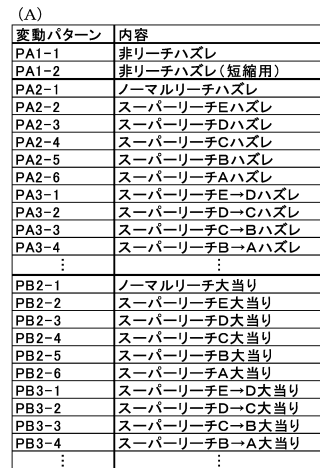 (A)
変動パターン 内容
PA1-1 非リーチハズレ
PA1-2 非リーチハズレ(短縮用)
PA2-1 ノーマルリーチハズレ
PA2-2 スーパーリーチEハズレ
PA2-3 スーパーリーチDハズレ
PA2-4 スーパーリーチCハズレ
PA2-5 スーパーリーチBハズレ
PA2-6 スーパーリーチAハズレ
PA3-1 スーパーリーチE→Dハズレ
PA3-2 スーパーリーチD→Cハズレ
PA3-3 スーパーリーチC→Bハズレ
PA3-4 スーパーリーチB→Aハズレ
⋮ ⋮
PB2-1 ノーマルリーチ大当り
PB2-2 スーパーリーチE大当り
PB2-3 スーパーリーチD大当り
PB2-4 スーパーリーチC大当り
PB2-5 スーパーリーチB大当り
PB2-6 スーパーリーチA大当り
PB3-1 スーパーリーチE→D大当り
PB3-2 スーパーリーチD→C大当り
PB3-3 スーパーリーチC→B大当り
PB3-4 スーパーリーチB→A大当り
⋮ ⋮